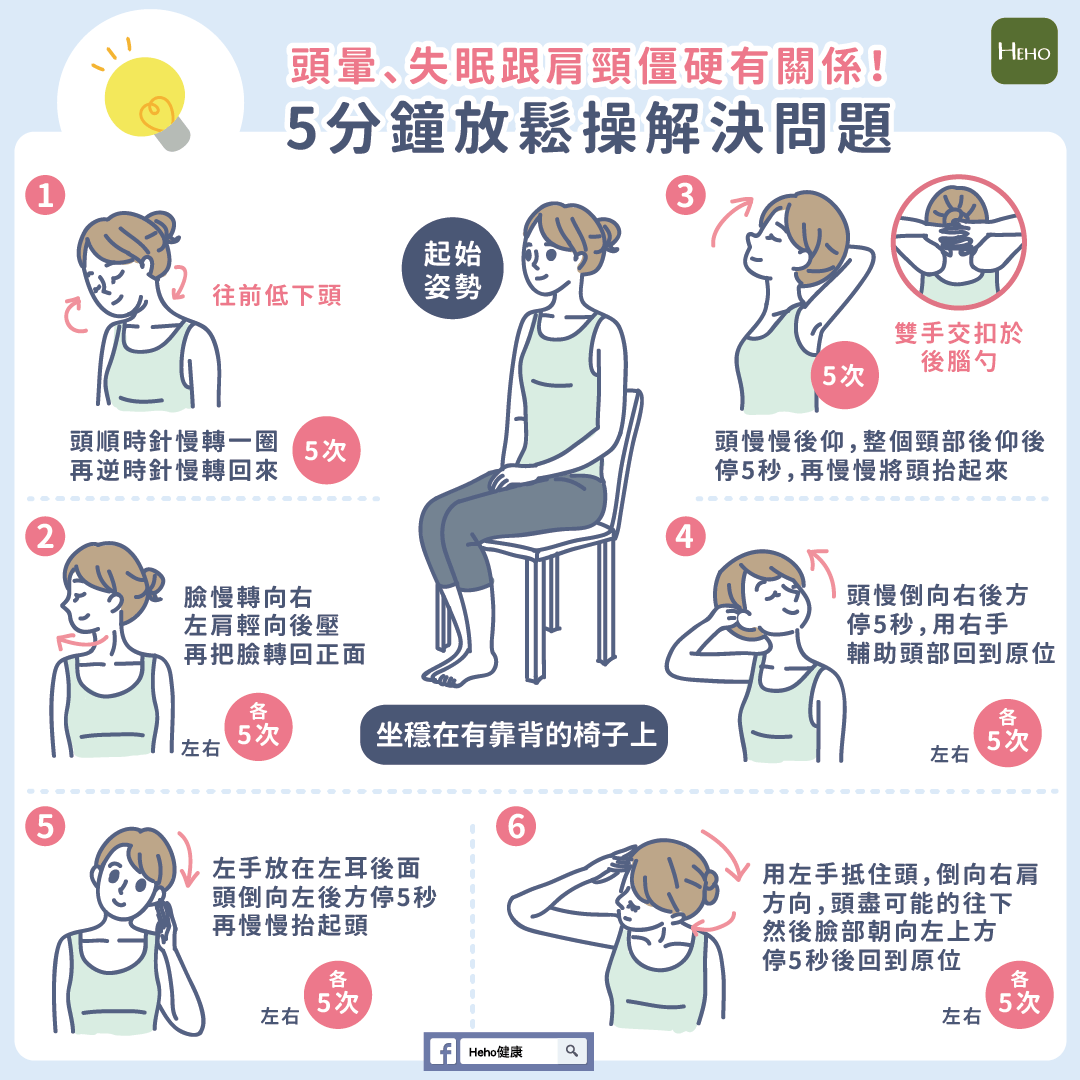 頭暈、失眠跟肩頸僵硬有關係!
5分鐘放鬆操解決問題
HEHO
起始
姿勢
坐穩在有靠背的椅子上
1
往前低下頭
頭順時針慢轉一圈
再逆時針慢轉回來
5次
2
臉慢轉向右
左肩輕向後壓
再把臉轉回正面
左右
各
5次
3
雙手交扣於
後腦勺
5次
頭慢慢後仰,整個頸部後仰後
停5秒,再慢慢將頭抬起來
4
頭慢倒向右後方
停5秒,用右手
輔助頭部回到原位
左右
各
5次
5
左手放在左耳後面
頭倒向左後方停5秒
再慢慢抬起頭
左右
各
5次
6
用左手抵住頭,倒向右肩
方向,頭盡可能的往下
然後臉部朝向左上方
停5秒後回到原位
左右
各
5次
f
Heho健康